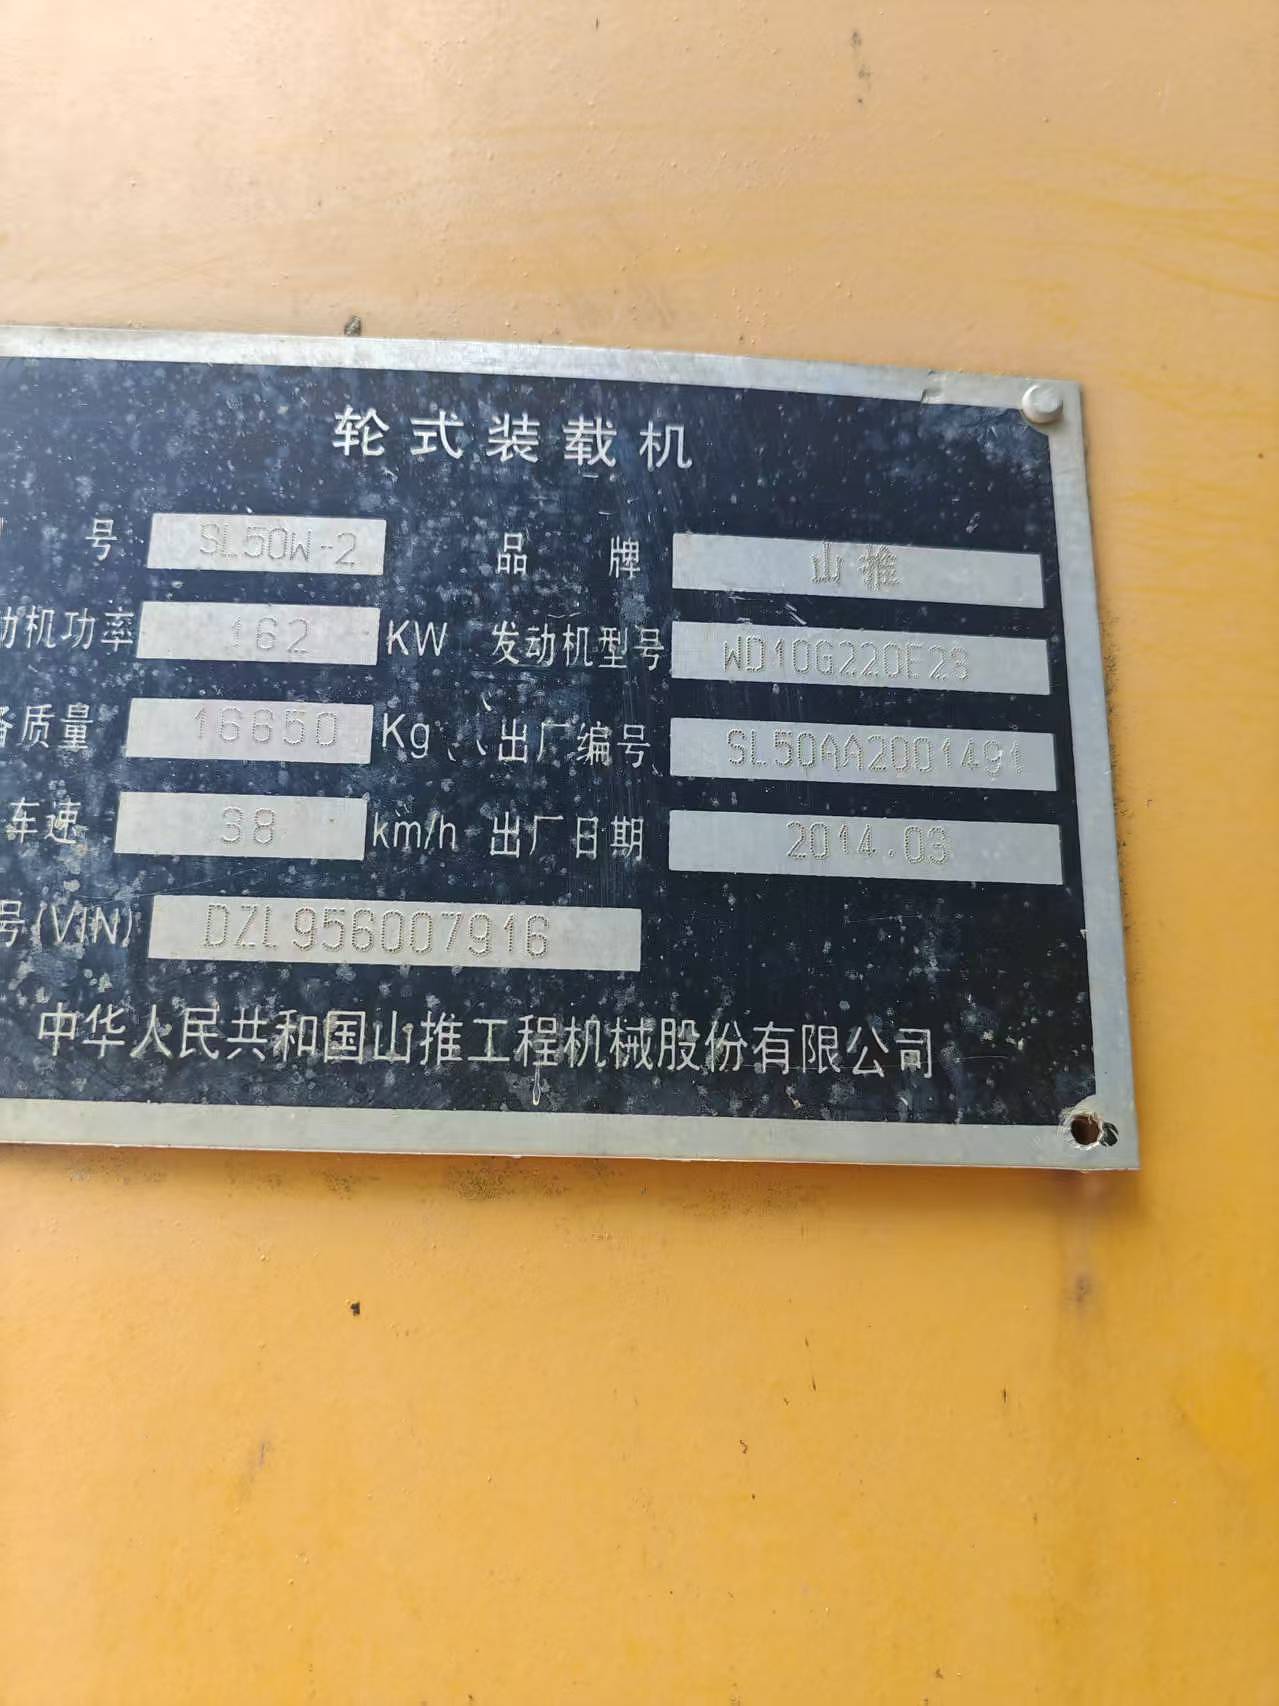 轮式装载机
号 SL50W-2 品牌 山推
动机功率 162 KW 发动机型号 WD10G220E23
备质量 16650 Kg 出厂编号 SL50AA2001491
车速 38 km/h 出厂日期 2014.03
号(VIN) DZL956007916
中华人民共和国山推工程机械股份有限公司